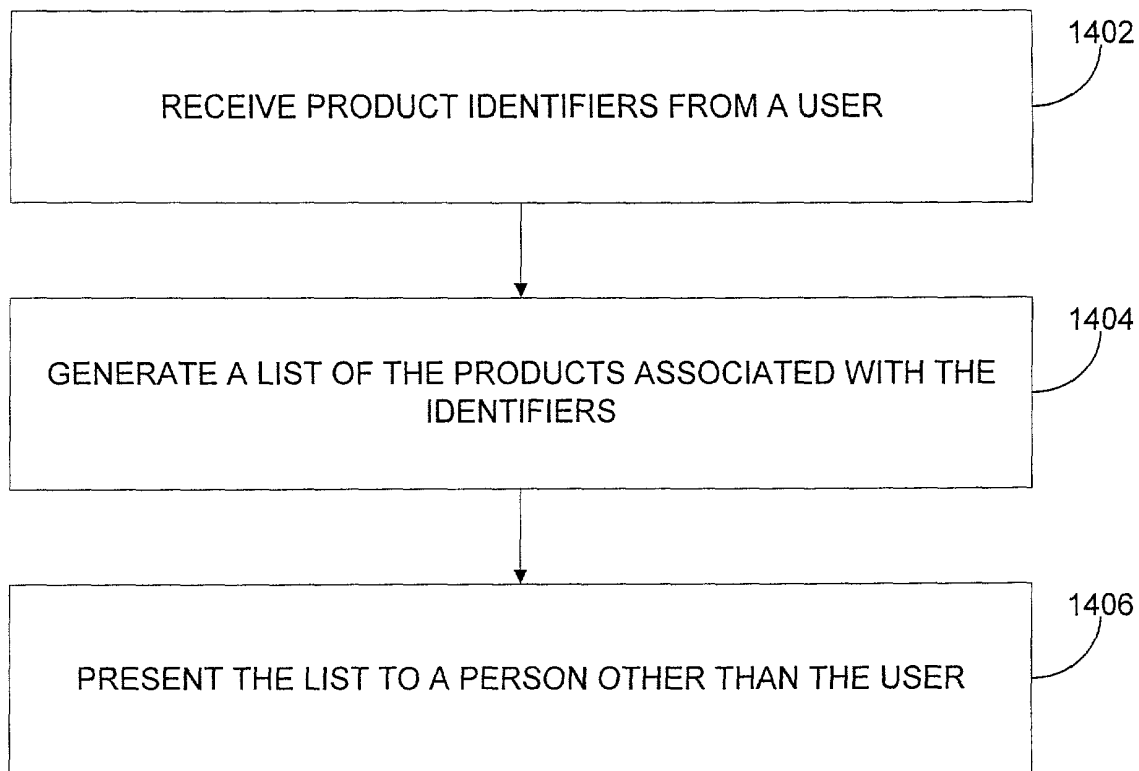 1402
RECEIVE PRODUCT IDENTIFIERS FROM A USER
1404
GENERATE A LIST OF THE PRODUCTS ASSOCIATED WITH THE
IDENTIFIERS
1406
PRESENT THE LIST TO A PERSON OTHER THAN THE USER